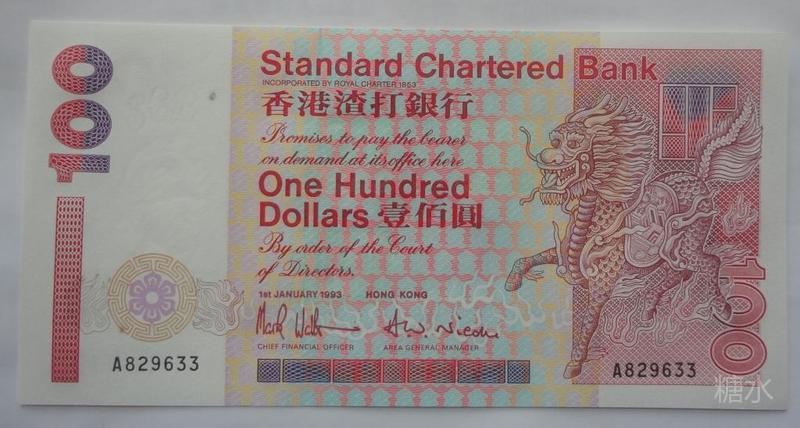 100
Standard Chartered Bank
INCORPORATED BY ROYAL CHARTER 1853
香港渣打銀行
Promises to pay the bearer
on demand at its office here
One Hundred
Dollars 壹佰圓
By order of the Court
of Directors.
1st JANUARY 1993 HONG KONG
CHIEF FINANCIAL OFFICER AREA GENERAL MANAGER
A829633
A829633
100
糖水